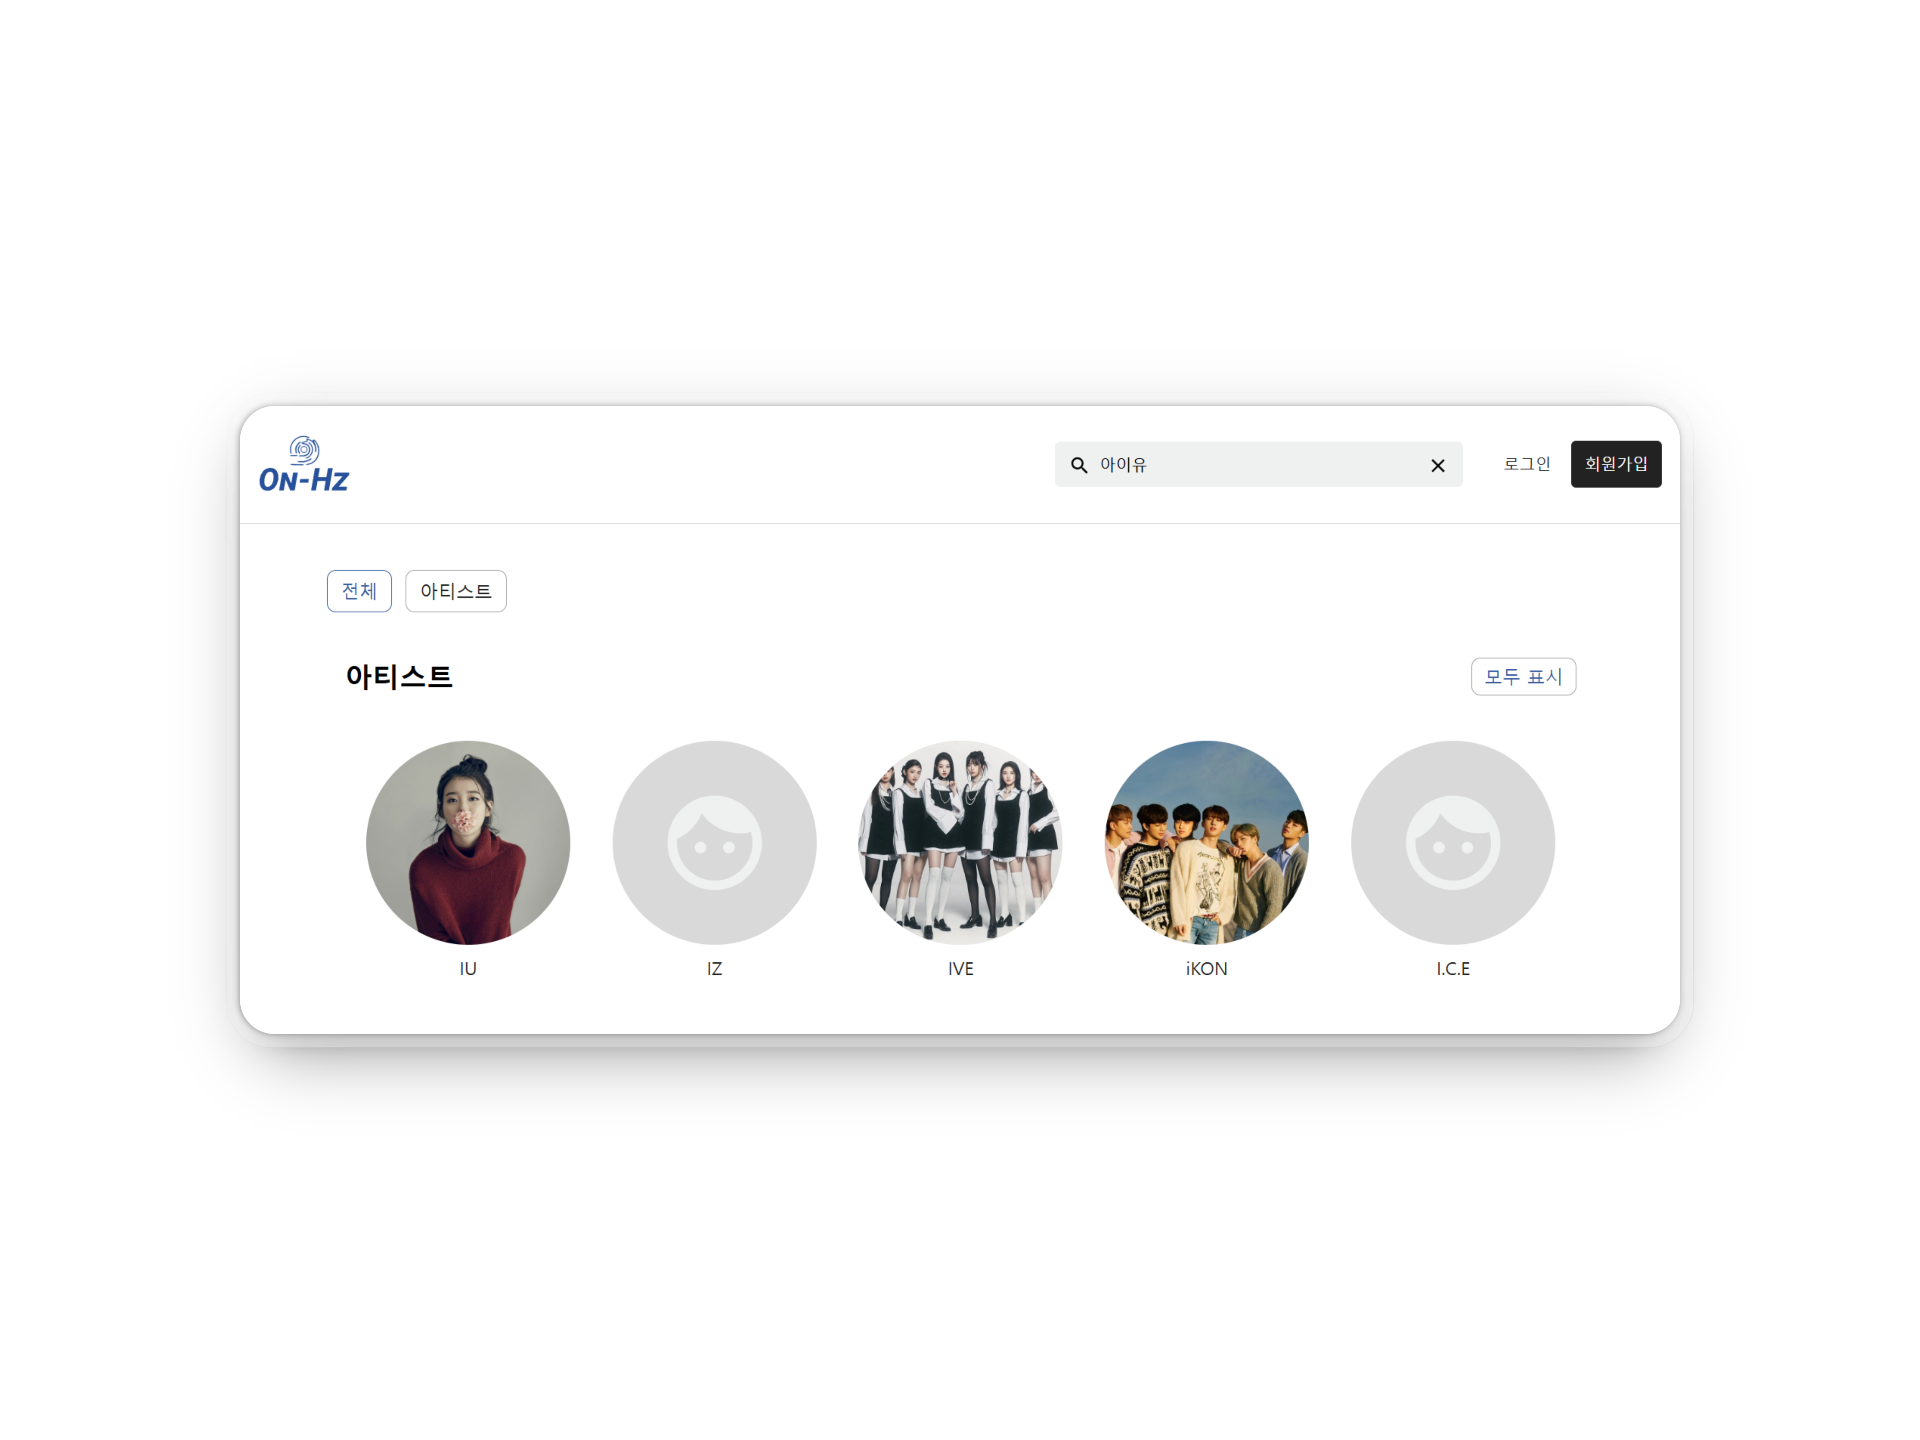 On-Hz
아이유
로그인
회원가입
전체
아티스트
아티스트
모두 표시
IU
IZ
IVE
iKON
I.C.E